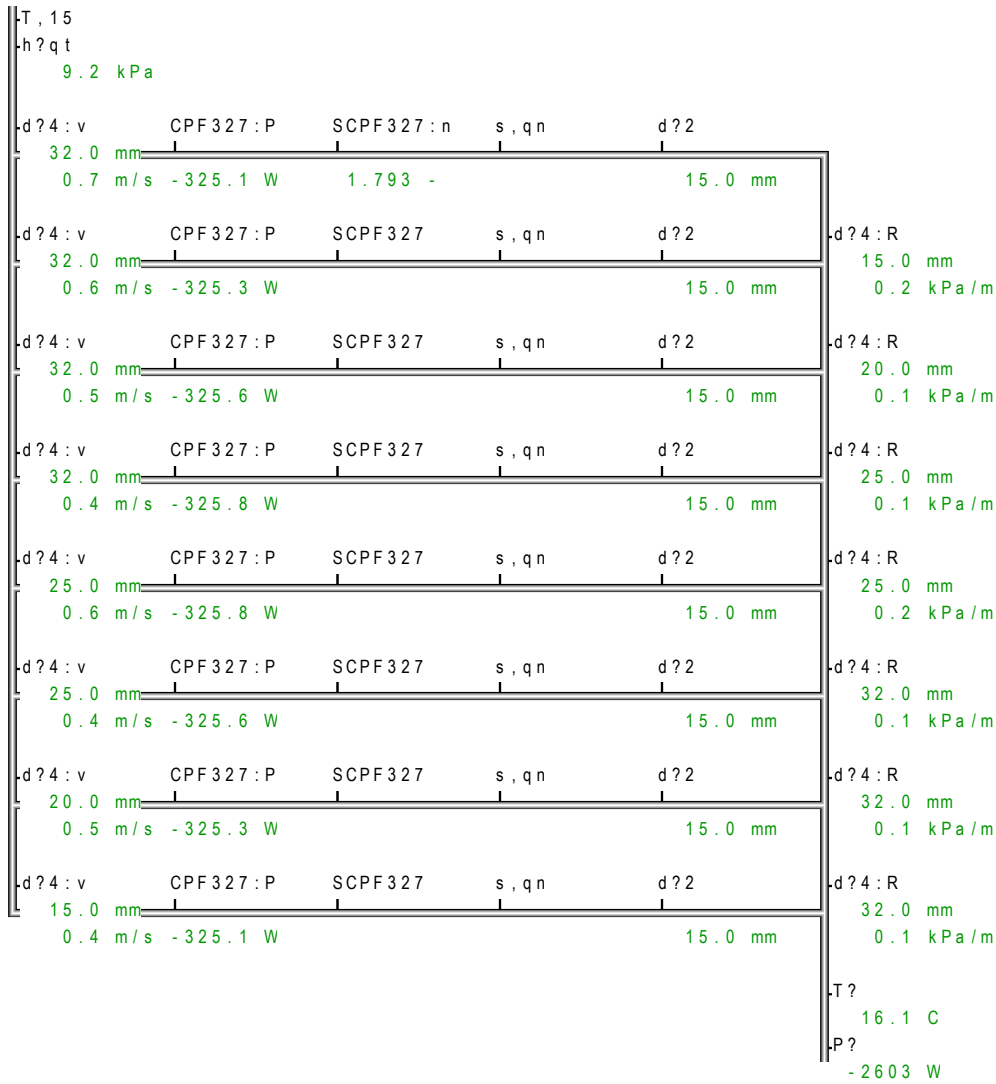 T,15
h?qt
9.2 kPa
d?4:v CPF327:P SCPF327:n s,qn d?2
32.0 mm
0.7 m/s -325.1 W 1.793 - 15.0 mm
d?4:v CPF327:P SCPF327 s,qn d?2 d?4:R
32.0 mm 15.0 mm
0.6 m/s -325.3 W 15.0 mm 0.2 kPa/m
d?4:v CPF327:P SCPF327 s,qn d?2 d?4:R
32.0 mm 20.0 mm
0.5 m/s -325.6 W 15.0 mm 0.1 kPa/m
d?4:v CPF327:P SCPF327 s,qn d?2 d?4:R
32.0 mm 25.0 mm
0.4 m/s -325.8 W 15.0 mm 0.1 kPa/m
d?4:v CPF327:P SCPF327 s,qn d?2 d?4:R
25.0 mm 25.0 mm
0.6 m/s -325.8 W 15.0 mm 0.2 kPa/m
d?4:v CPF327:P SCPF327 s,qn d?2 d?4:R
25.0 mm 32.0 mm
0.4 m/s -325.6 W 15.0 mm 0.1 kPa/m
d?4:v CPF327:P SCPF327 s,qn d?2 d?4:R
20.0 mm 32.0 mm
0.5 m/s -325.3 W 15.0 mm 0.1 kPa/m
d?4:v CPF327:P SCPF327 s,qn d?2 d?4:R
15.0 mm 32.0 mm
0.4 m/s -325.1 W 15.0 mm 0.1 kPa/m
T?
16.1 C
P?
-2603 W